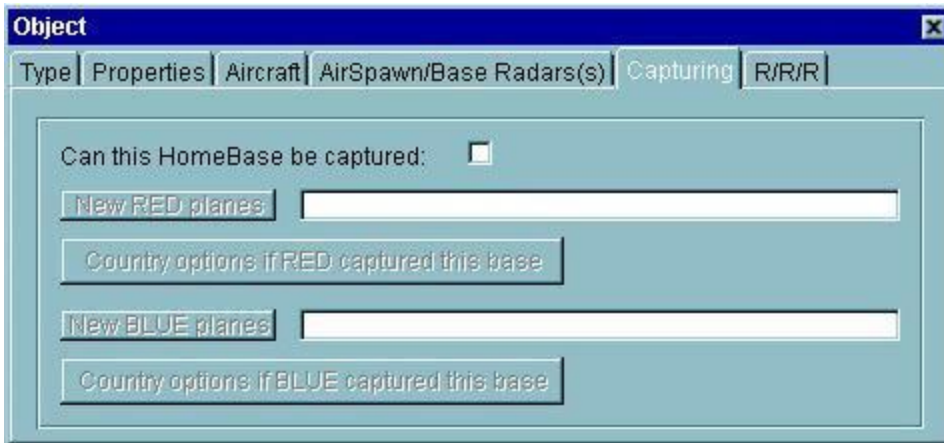 Object
Type Properties Aircraft AirSpawn/Base Radars(s) Capturing R/R/R
Can this HomeBase be captured:
New RED planes
Country options if RED captured this base
New BLUE planes
Country options if BLUE captured this base